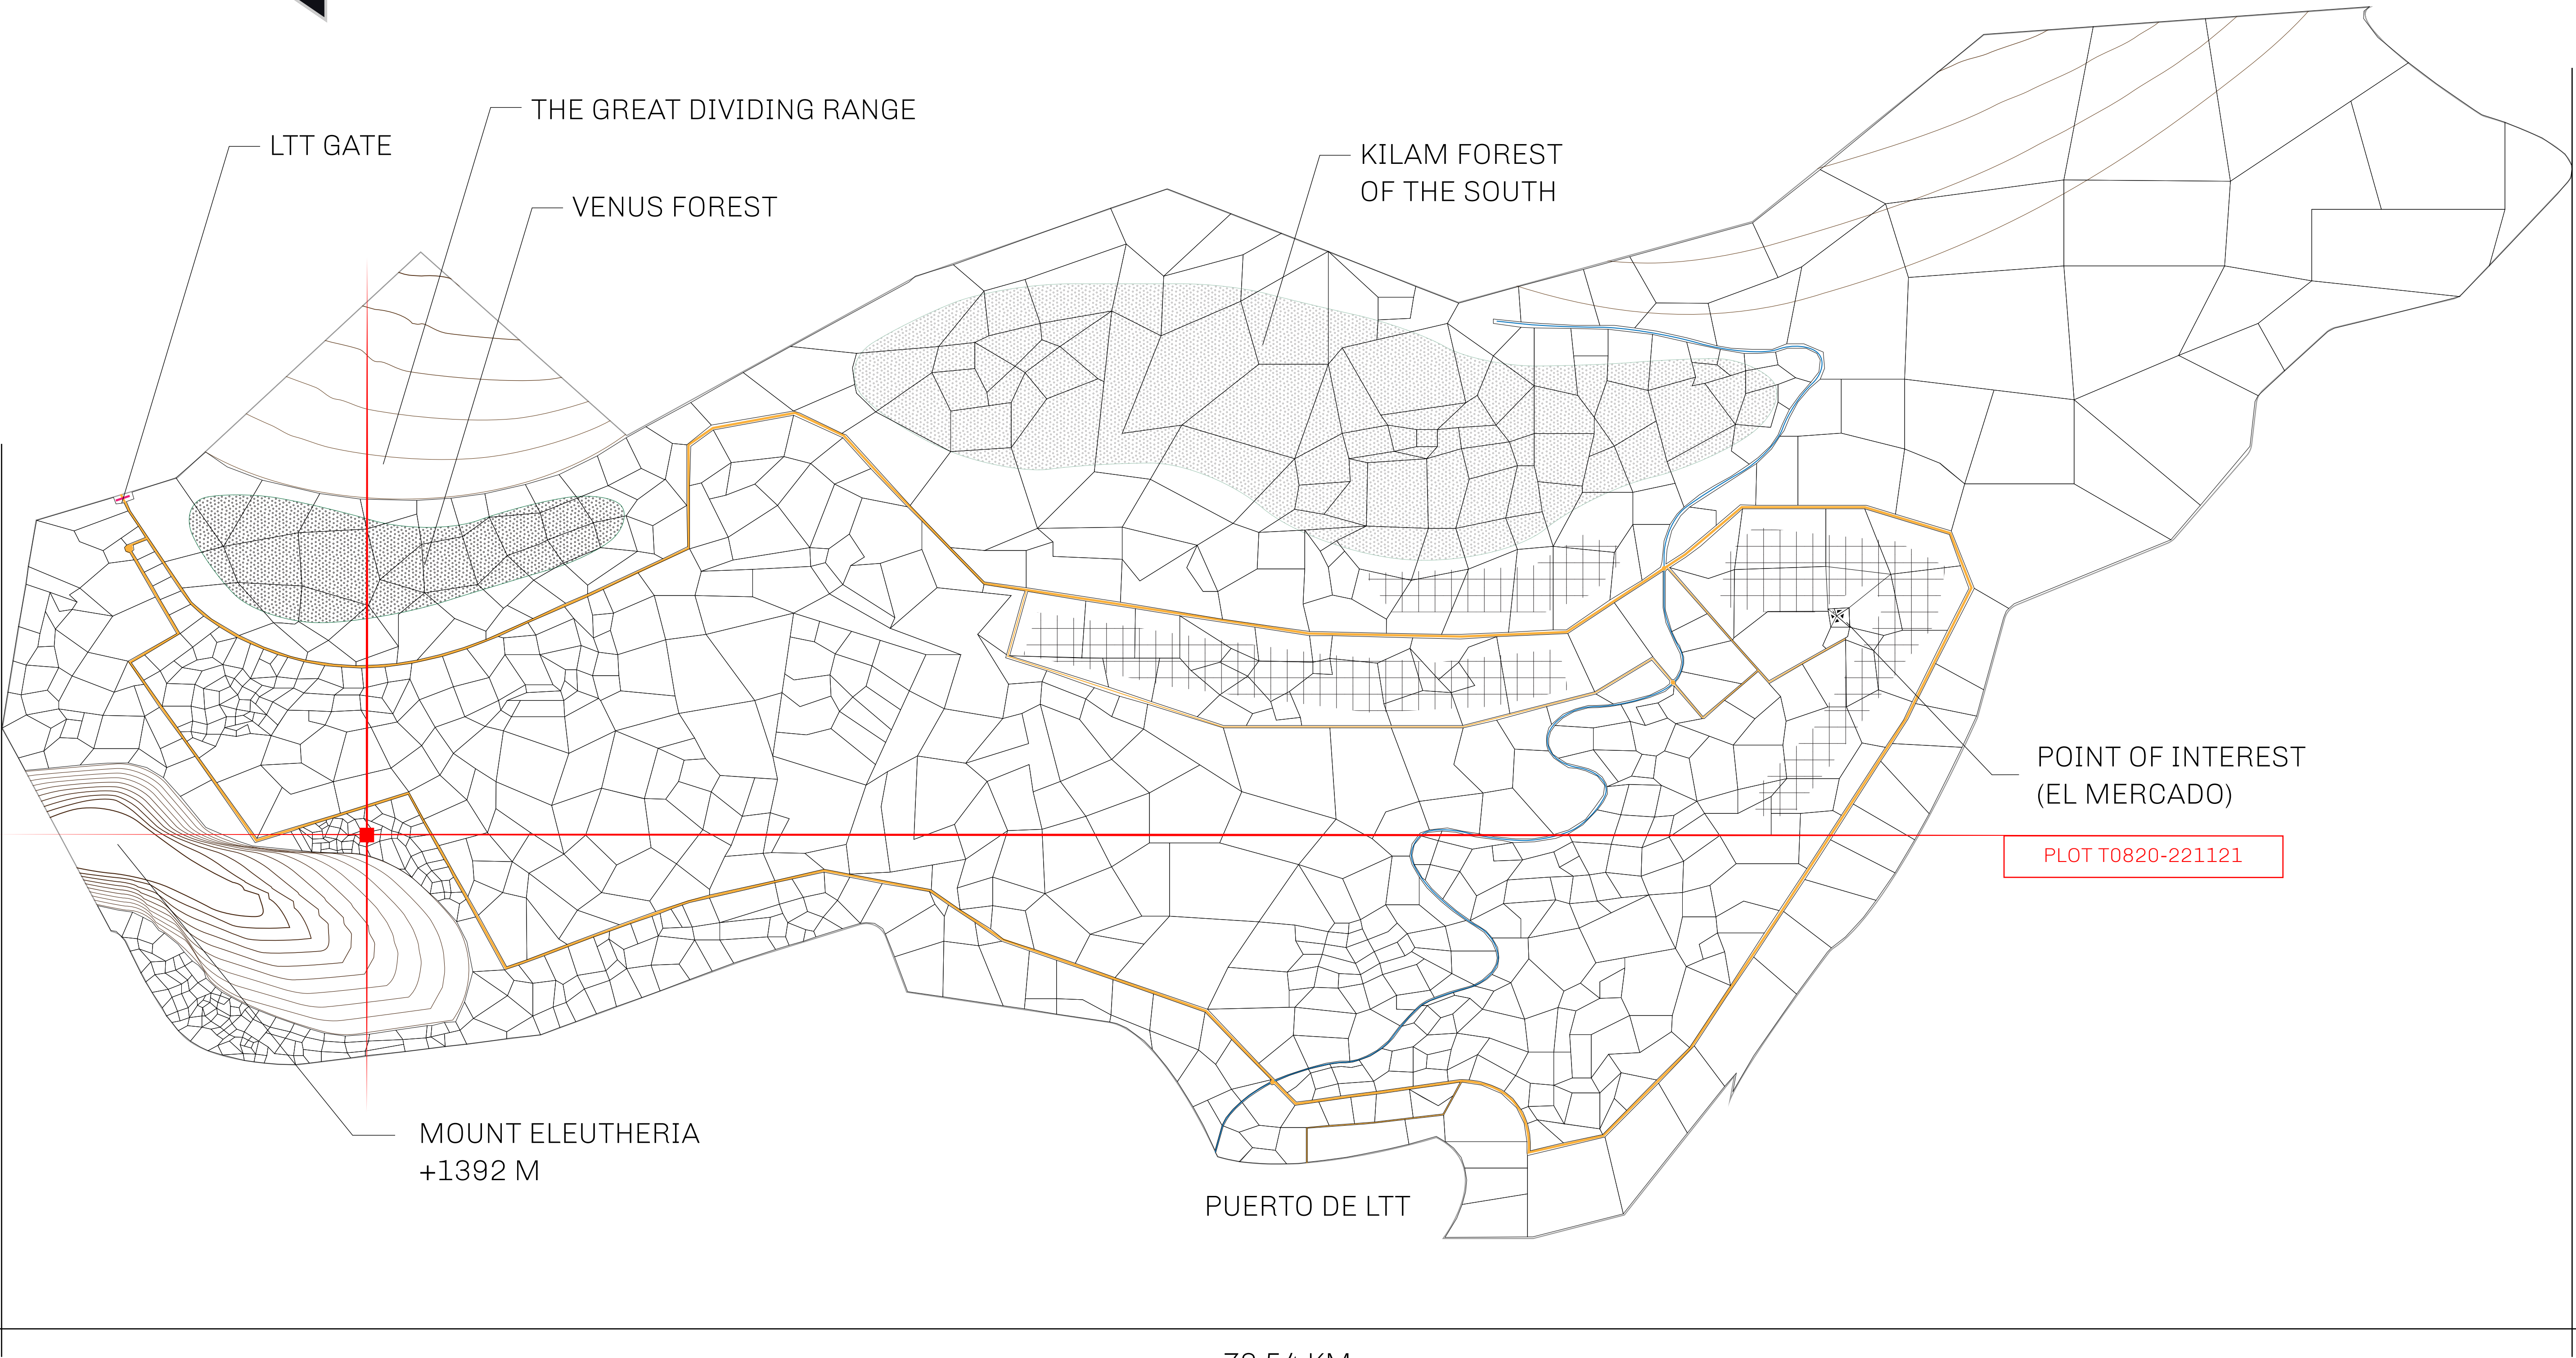 THE GREAT DIVIDING RANGE
LTT GATE
KILAM FOREST
OF THE SOUTH
VENUS FOREST
POINT OF INTEREST
(EL MERCADO)
PLOT T0820-221121
MOUNT ELEUTHERIA
+1392 M
PUERTO DE LTT
KM